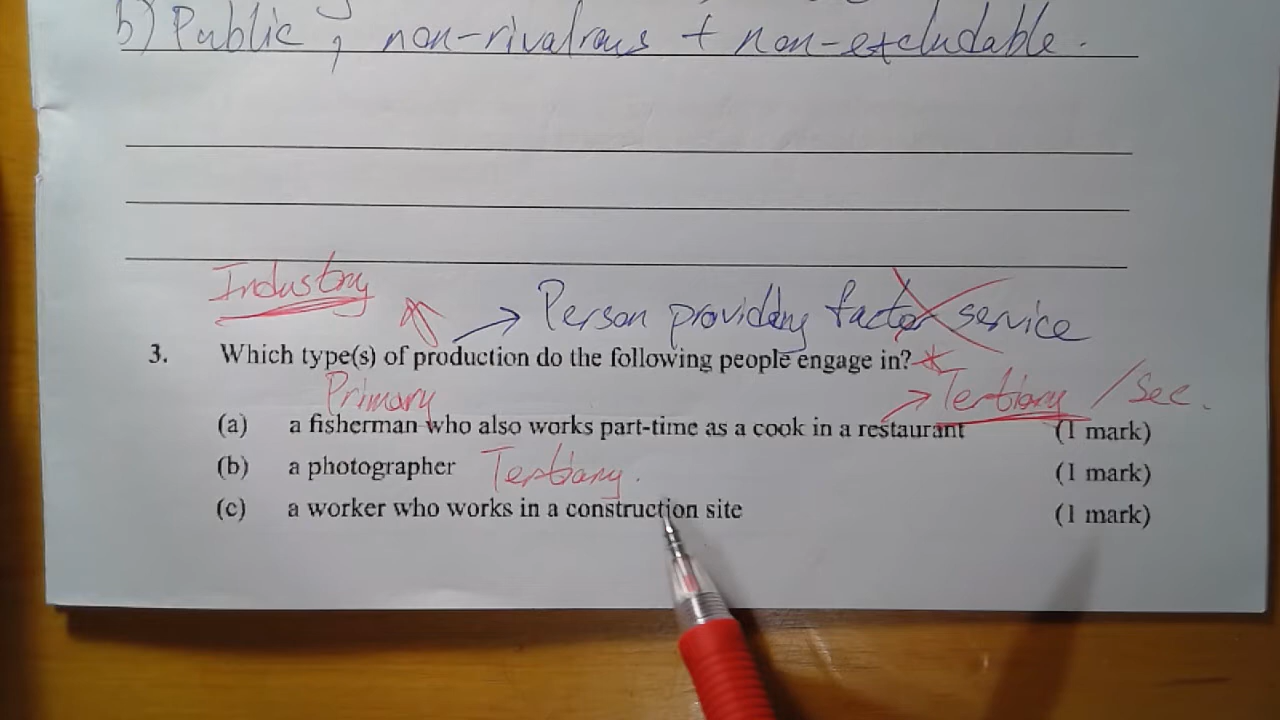 b) Public, non-rivalrous + non-excludable.
Industry
→ Person providing factor service
3. Which type(s) of production do the following people engage in?
Primary
→ Tertiary / Sec.
(a) a fisherman who also works part-time as a cook in a restaurant (1 mark)
(b) a photographer Tertiary. (1 mark)
(c) a worker who works in a construction site (1 mark)